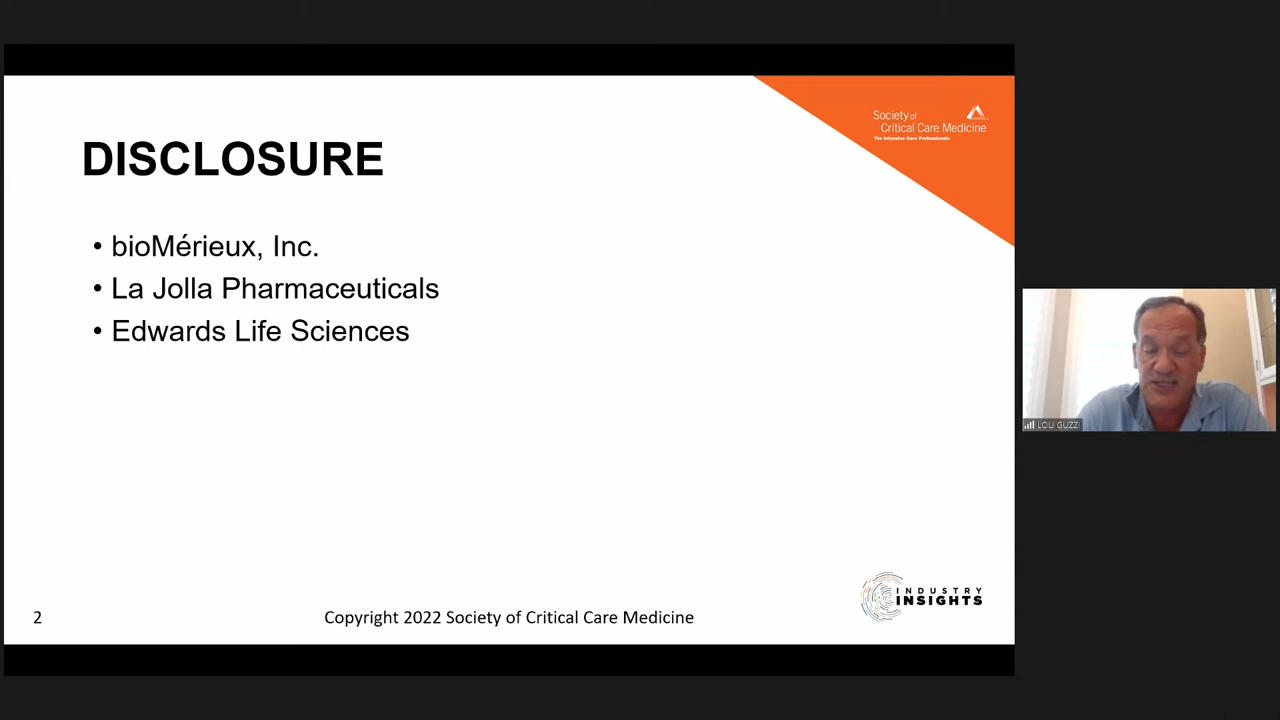 Society of
Critical Care Medicine
The Intensive Care Professionals
DISCLOSURE
• bioMérieux, Inc.
• La Jolla Pharmaceuticals
• Edwards Life Sciences
LOU GUZZI
INDUSTRY
INSIGHTS
2
Copyright 2022 Society of Critical Care Medicine